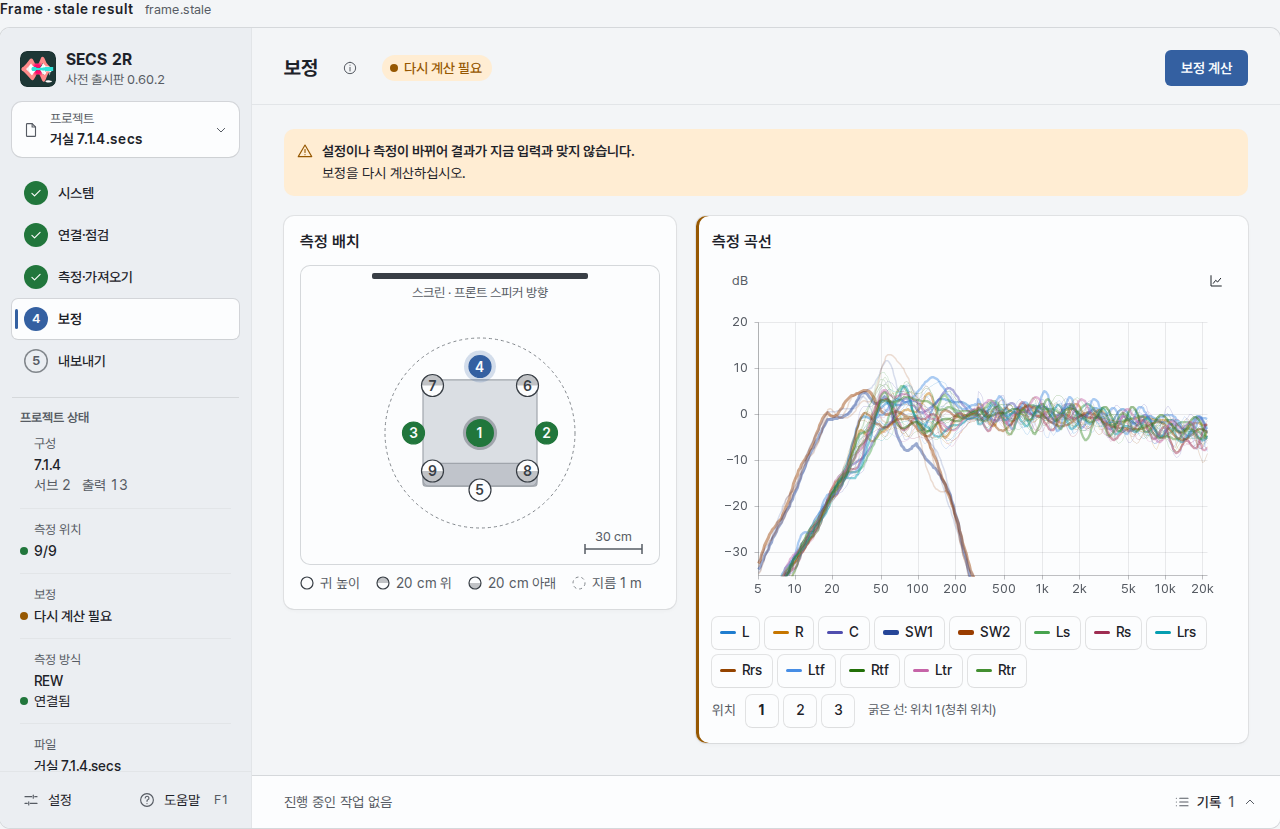 Frame · stale result frame.stale
SECS 2R
사전 출시판 0.60.2
프로젝트
거실 7.1.4.secs
시스템
연결·점검
측정·가져오기
4 보정
5 내보내기
프로젝트 상태
구성
7.1.4
서브 2 출력 13
측정 위치
9/9
보정
다시 계산 필요
측정 방식
REW
연결됨
파일
거실 7.1.4.secs
설정
도움말 F1
보정
다시 계산 필요
보정 계산
설정이나 측정이 바뀌어 결과가 지금 입력과 맞지 않습니다.
보정을 다시 계산하십시오.
측정 배치
스크린 · 프론트 스피커 방향
4
7 6
3 1 2
9 8
5
30 cm
귀 높이 20 cm 위 20 cm 아래 지름 1 m
측정 곡선
dB
20
10
0
−10
−20
−30
5 10 20 50 100 200 500 1k 2k 5k 10k 20k
L R C SW1 SW2 Ls Rs Lrs
Rrs Ltf Rtf Ltr Rtr
위치 1 2 3 굵은 선: 위치 1(청취 위치)
진행 중인 작업 없음
기록 1